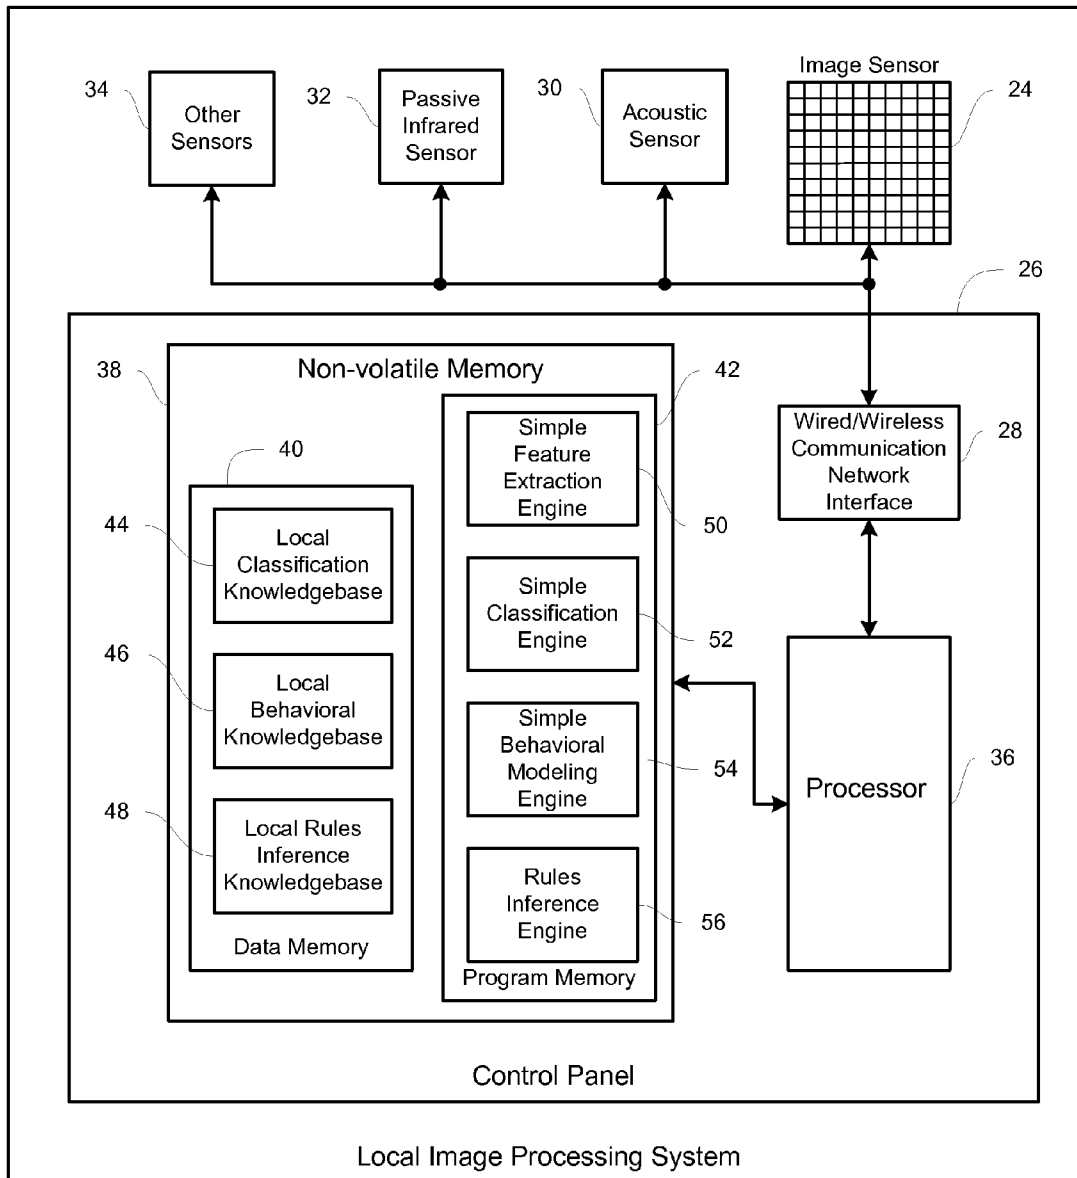 Image Sensor
34
Other
Sensors
32
Passive
Infrared
Sensor
30
Acoustic
Sensor
24
26
38
Non-volatile Memory
42
40
44
Local
Classification
Knowledgebase
46
Local
Behavioral
Knowledgebase
48
Local Rules
Inference
Knowledgebase
Data Memory
Simple
Feature
Extraction
Engine
50
Simple
Classification
Engine
52
Simple
Behavioral
Modeling
Engine
54
Rules
Inference
Engine
56
Program Memory
Wired/Wireless
Communication
Network
Interface
28
Processor
36
Control Panel
Local Image Processing System